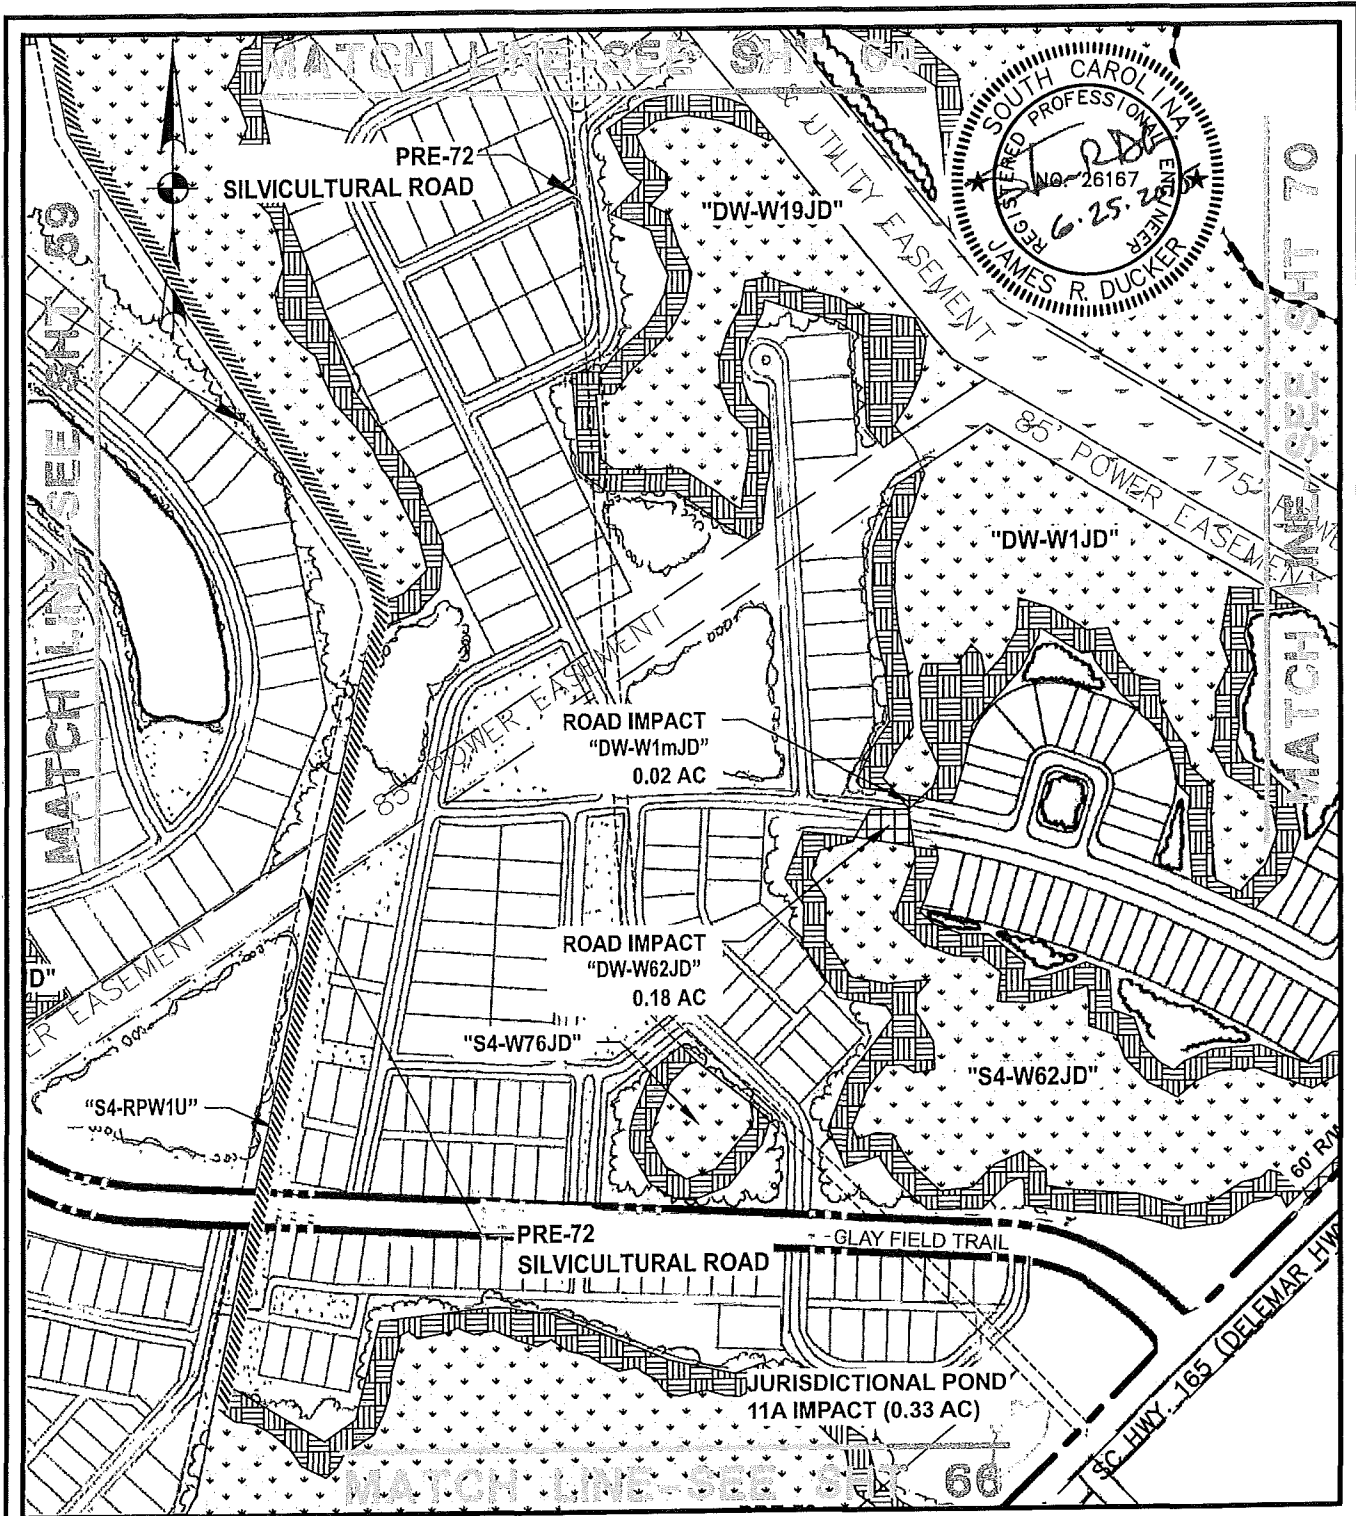 MATCH LINE-SEE SHT
SOUTH CAROLINA
REGISTERED PROFESSIONAL ENGINEER
NO. 26167
6.25.20
JAMES R. DUCKER
PRE-72
SILVICULTURAL ROAD
"DW-W19JD"
UTILITY EASEMENT
MATCH LINE-SEE SHT 59
MATCH LINE-SEE SHT 70
85' POWER EASEMENT
175'
"DW-W1JD"
85' POWER EASEMENT
ROAD IMPACT
"DW-W1mJD"
0.02 AC
ROAD IMPACT
"DW-W62JD"
0.18 AC
JD"
ER EASEMENT
"S4-W76JD"
"S4-W62JD"
"S4-RPW1U"
60' R/W
PRE-72
SILVICULTURAL ROAD
GLAY FIELD TRAIL
SC HWY. 165 (DELEMAR HWY
JURISDICTIONAL POND
11A IMPACT (0.33 AC)
MATCH LINE-SEE SHT 66